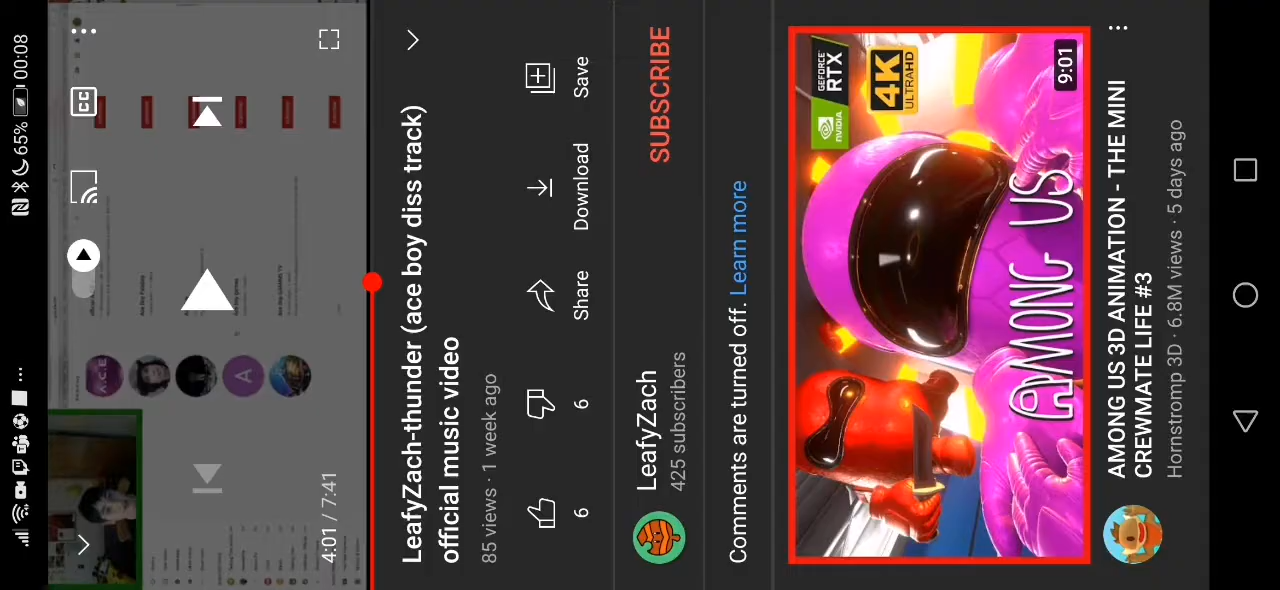 65% 00:08
CC
4:01 / 7:41
LeafyZach-thunder (ace boy diss track)
official music video
85 views · 1 week ago
6
6
Share
Download
Save
LeafyZach
425 subscribers
SUBSCRIBE
Comments are turned off. Learn more
NVIDIA
GEFORCE
RTX
4K
ULTRAHD
AMONG US
9:01
AMONG US 3D ANIMATION - THE MINI
CREWMATE LIFE #3
Hornstromp 3D · 6.8M views · 5 days ago